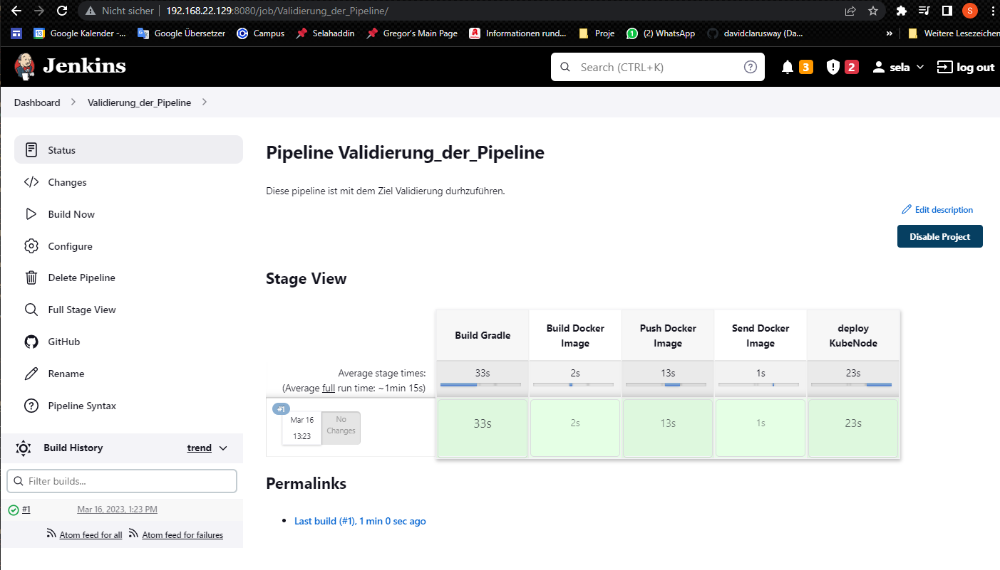 Nicht sicher 192.168.22.129:8080/job/Validierung_der_Pipeline/
S
13 Google Kalender -... Google Übersetzer Campus Selahaddin Gregor's Main Page Informationen rund... Proje (2) WhatsApp davidclarusway (Da... » Weitere Lesezeichen
Jenkins
Search (CTRL+K)
3
2
sela
log out
Dashboard
Validierung_der_Pipeline
Status
Changes
Build Now
Configure
Delete Pipeline
Full Stage View
GitHub
Rename
Pipeline Syntax
Build History
trend
Filter builds...
#1
Mar 16, 2023, 1:23 PM
Atom feed for all
Atom feed for failures
Pipeline Validierung_der_Pipeline
Diese pipeline ist mit dem Ziel Validierung durhzuführen.
Edit description
Disable Project
Stage View
Build Gradle
Build Docker
Image
Push Docker
Image
Send Docker
Image
deploy
KubeNode
Average stage times:
(Average full run time: ~1min 15s)
33s
2s
13s
1s
23s
#1
Mar 16
13:23
No
Changes
33s
2s
13s
1s
23s
Permalinks
Last build (#1), 1 min 0 sec ago